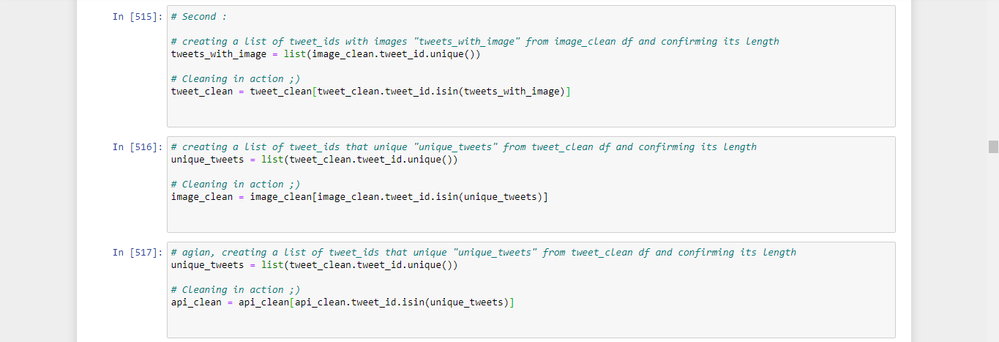 In [515]: # Second :
# creating a list of tweet_ids with images "tweets_with_image" from image_clean df and confirming its length
tweets_with_image = list(image_clean.tweet_id.unique())
# Cleaning in action ;)
tweet_clean = tweet_clean[tweet_clean.tweet_id.isin(tweets_with_image)]
In [516]: # creating a list of tweet_ids that unique "unique_tweets" from tweet_clean df and confirming its length
unique_tweets = list(tweet_clean.tweet_id.unique())
# Cleaning in action ;)
image_clean = image_clean[image_clean.tweet_id.isin(unique_tweets)]
In [517]: # agian, creating a list of tweet_ids that unique "unique_tweets" from tweet_clean df and confirming its length
unique_tweets = list(tweet_clean.tweet_id.unique())
# Cleaning in action ;)
api_clean = api_clean[api_clean.tweet_id.isin(unique_tweets)]